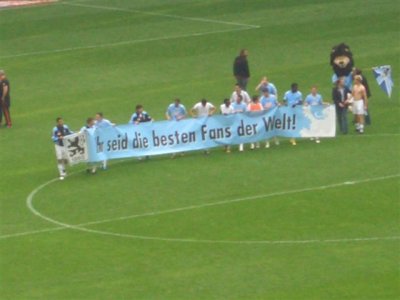 Ihr seid die besten Fans der Welt!